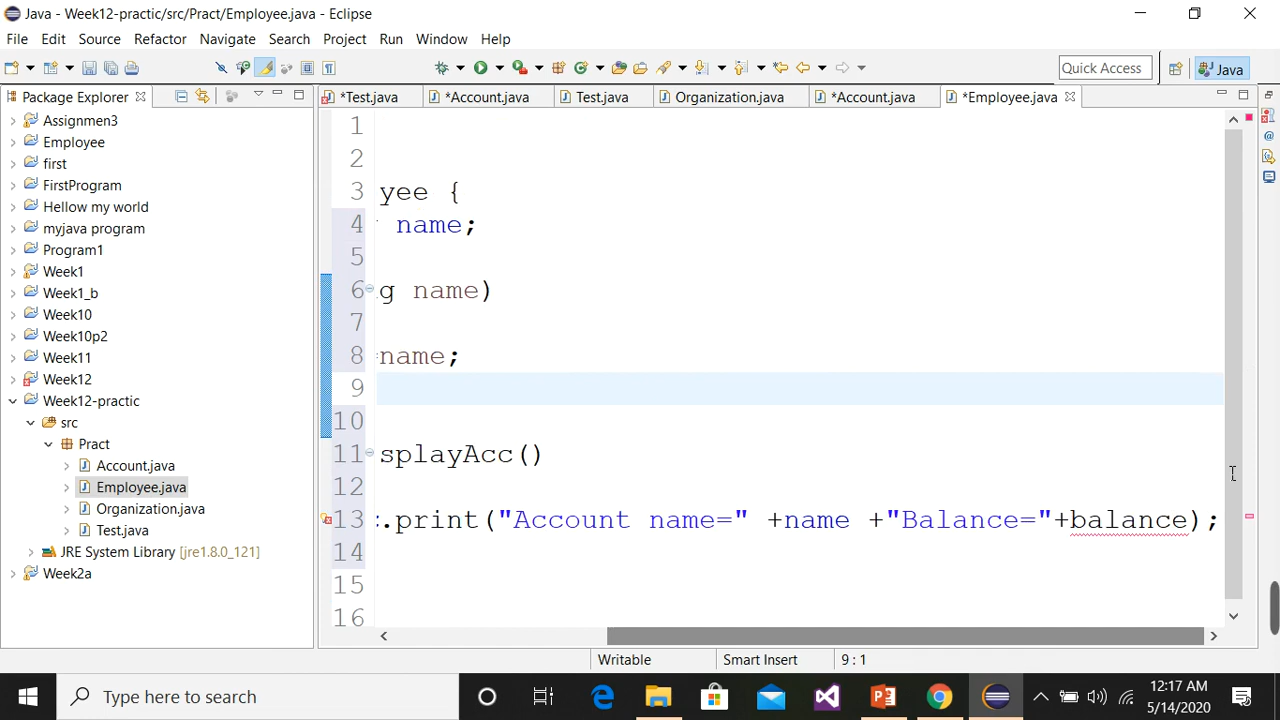 Java - Week12-practic/src/Pract/Employee.java - Eclipse
File Edit Source Refactor Navigate Search Project Run Window Help
Quick Access
Java
Package Explorer
*Test.java
*Account.java
Test.java
Organization.java
*Account.java
*Employee.java
Assignmen3
Employee
first
FirstProgram
Hellow my world
myjava program
Program1
Week1
Week1_b
Week10
Week10p2
Week11
Week12
Week12-practic
src
Pract
Account.java
Employee.java
Organization.java
Test.java
JRE System Library [jre1.8.0_121]
Week2a
1
2
3 yee {
4 name;
5
6 g name)
7
8 name;
9
10
11 splayAcc()
12
13 .print("Account name=" +name +"Balance="+balance);
14
15
16
Writable Smart Insert 9 : 1
Type here to search
12:17 AM
5/14/2020